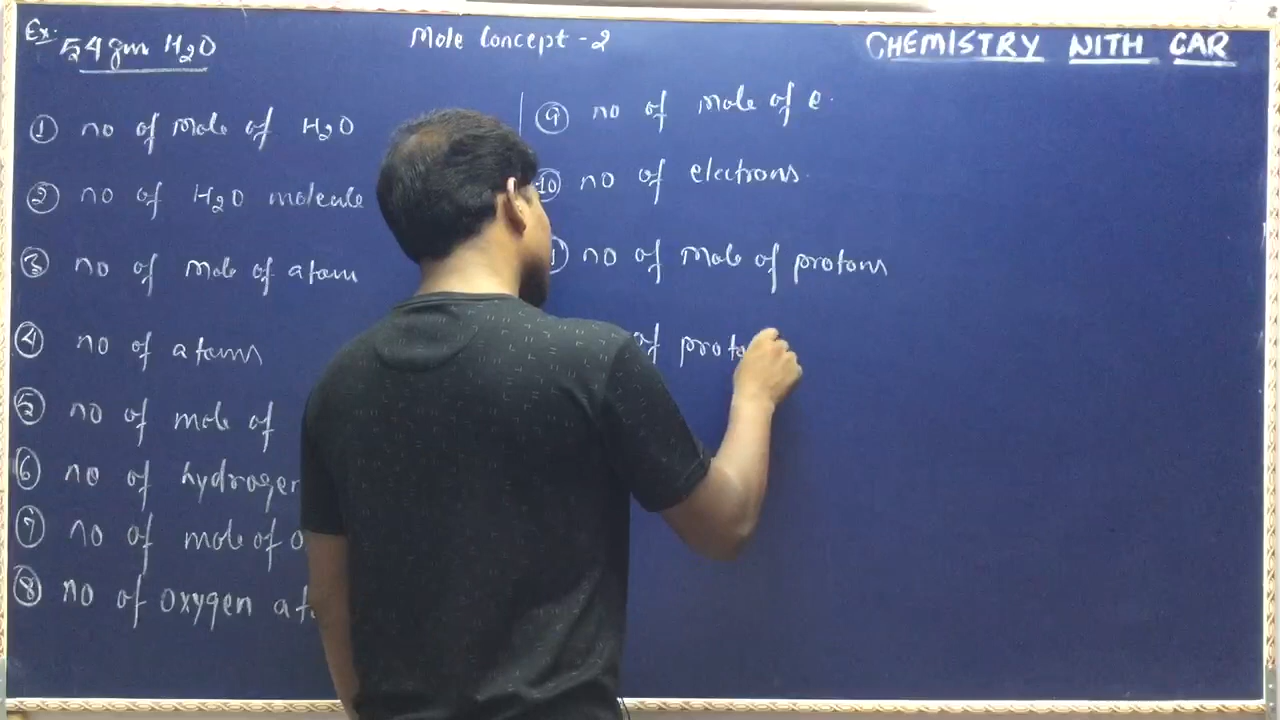 Ex:
54 gm H₂O
Mole Concept - 2
CHEMISTRY WITH CAR
① no of Mole of H₂O
② no of H₂O molecule
③ no of mole of atom
④ no of atoms
⑤ no of mole of
⑥ no of hydrogen
⑦ no of mole of O
⑧ no of oxygen at
⑨ no of mole of e
⑩ no of electrons
no of mole of protons
of proto